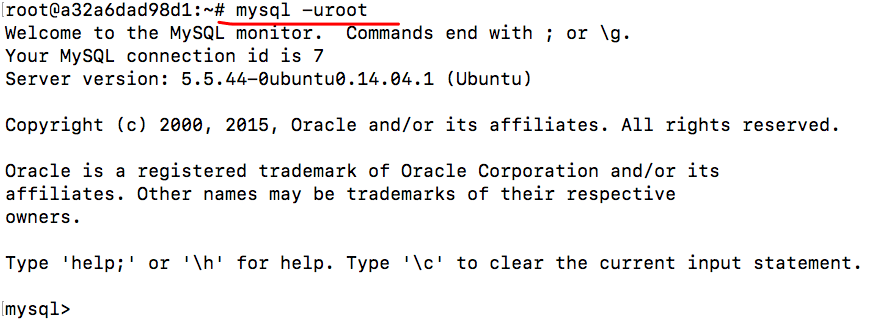 [root@a32a6dad98d1:~# mysql -uroot
Welcome to the MySQL monitor.  Commands end with ; or \g.
Your MySQL connection id is 7
Server version: 5.5.44-0ubuntu0.14.04.1 (Ubuntu)
Copyright (c) 2000, 2015, Oracle and/or its affiliates. All rights reserved.
Oracle is a registered trademark of Oracle Corporation and/or its
affiliates. Other names may be trademarks of their respective
owners.
Type 'help;' or '\h' for help. Type '\c' to clear the current input statement.
[mysql>